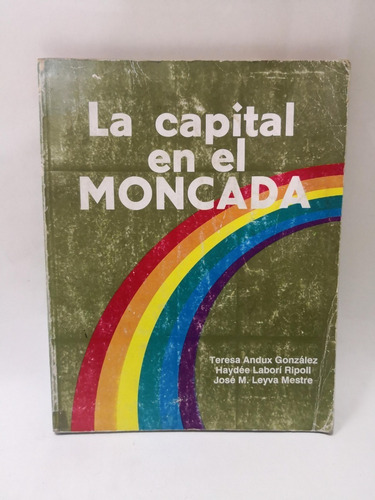 La capital
en el
MONCADA
Teresa Andux González
Haydée Laborí Ripoll
José M. Leyva Mestre